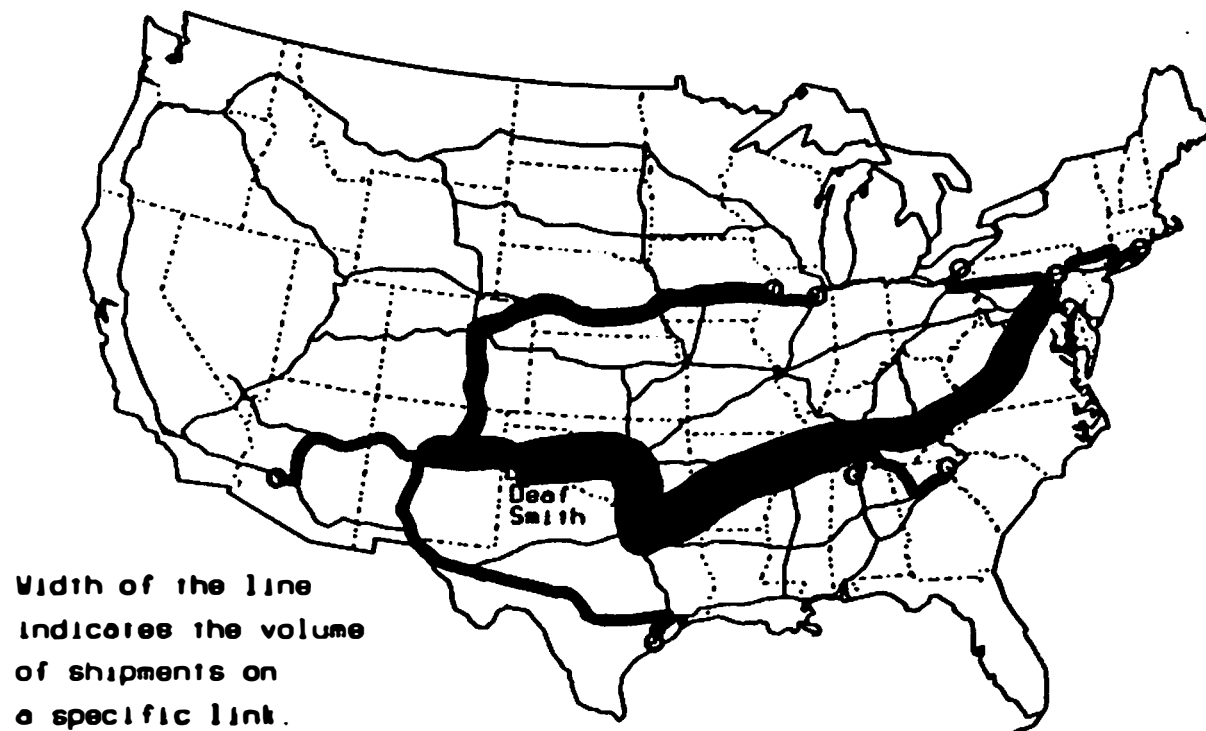 Deaf
Smith
Width of the line
indicates the volume
of shipments on
a specific link.